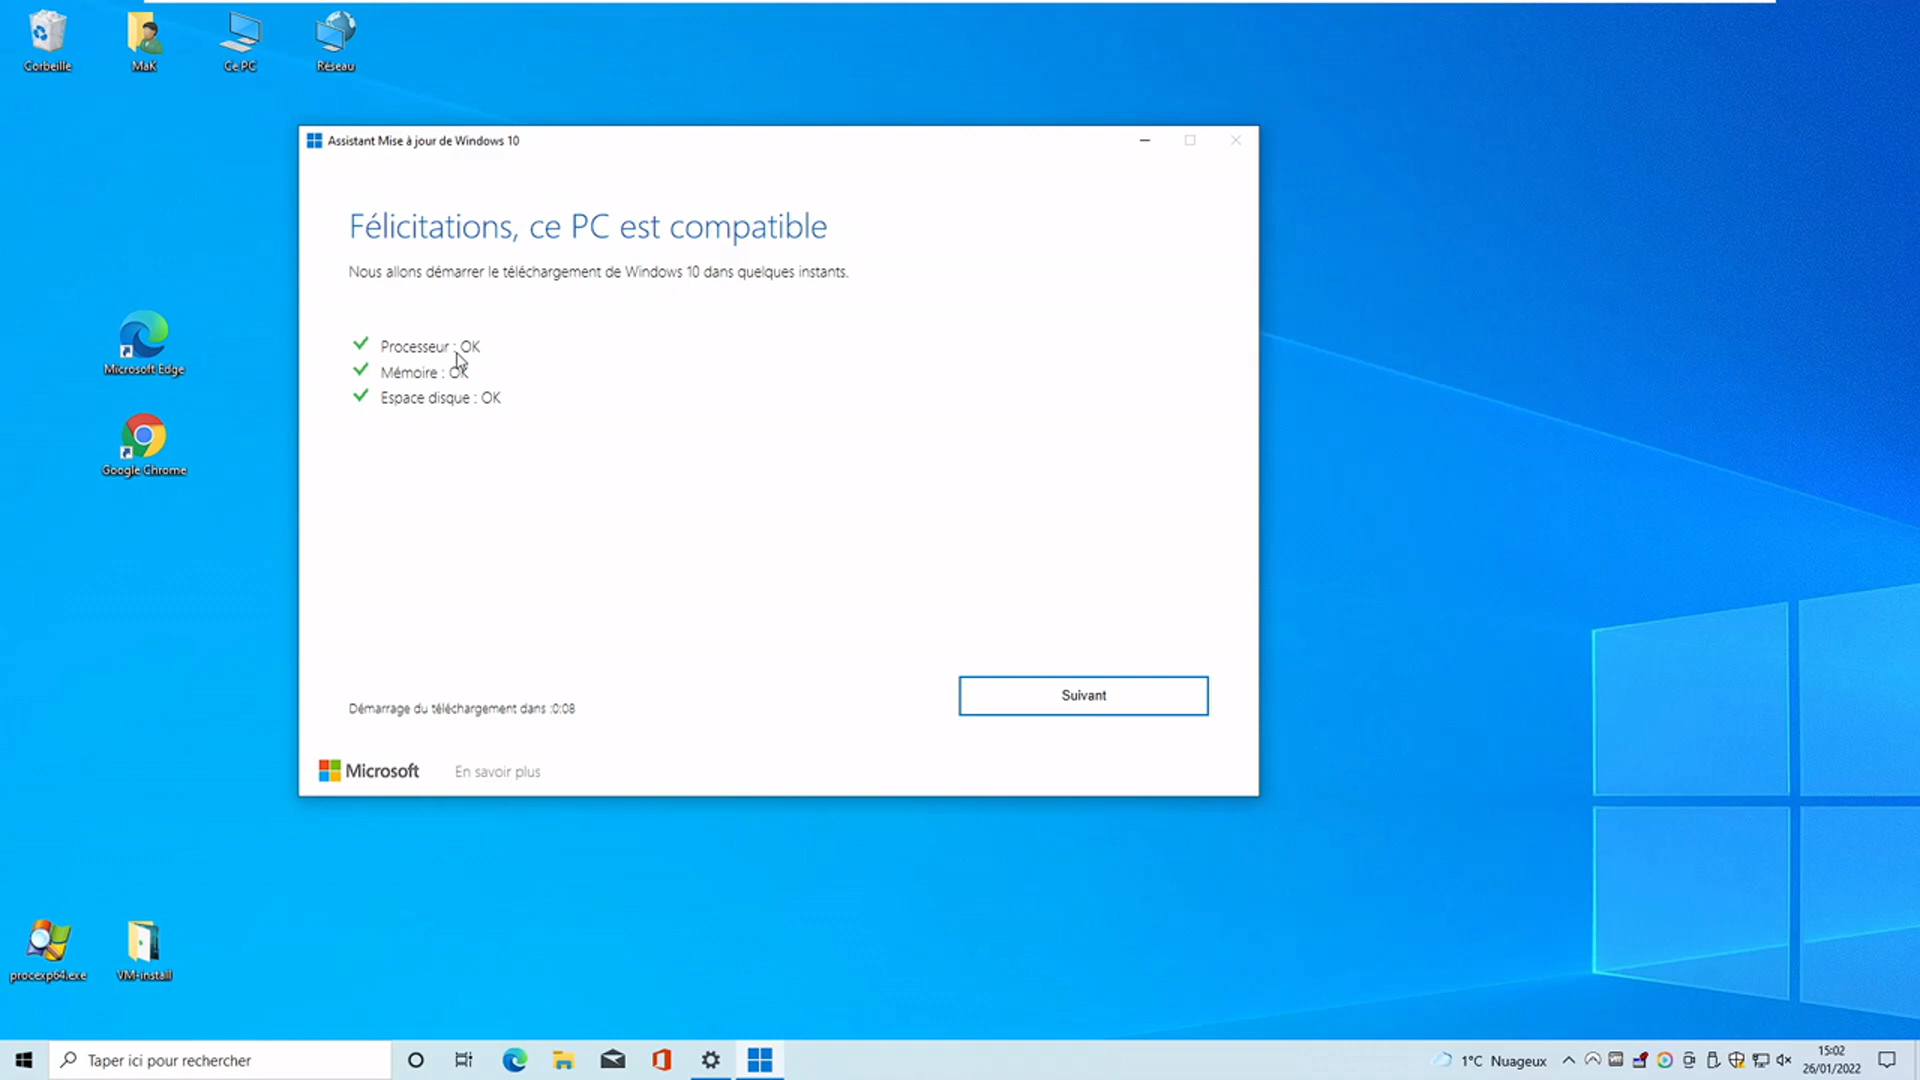 Corbeille
MaK
Ce PC
Réseau
Assistant Mise à jour de Windows 10
Félicitations, ce PC est compatible
Nous allons démarrer le téléchargement de Windows 10 dans quelques instants.
Processeur : OK
Mémoire : OK
Espace disque : OK
Microsoft Edge
Google Chrome
Suivant
Démarrage du téléchargement dans :0:08
Microsoft
En savoir plus
procexp64.exe
VM-install
Taper ici pour rechercher
1°C Nuageux
15:02
26/01/2022